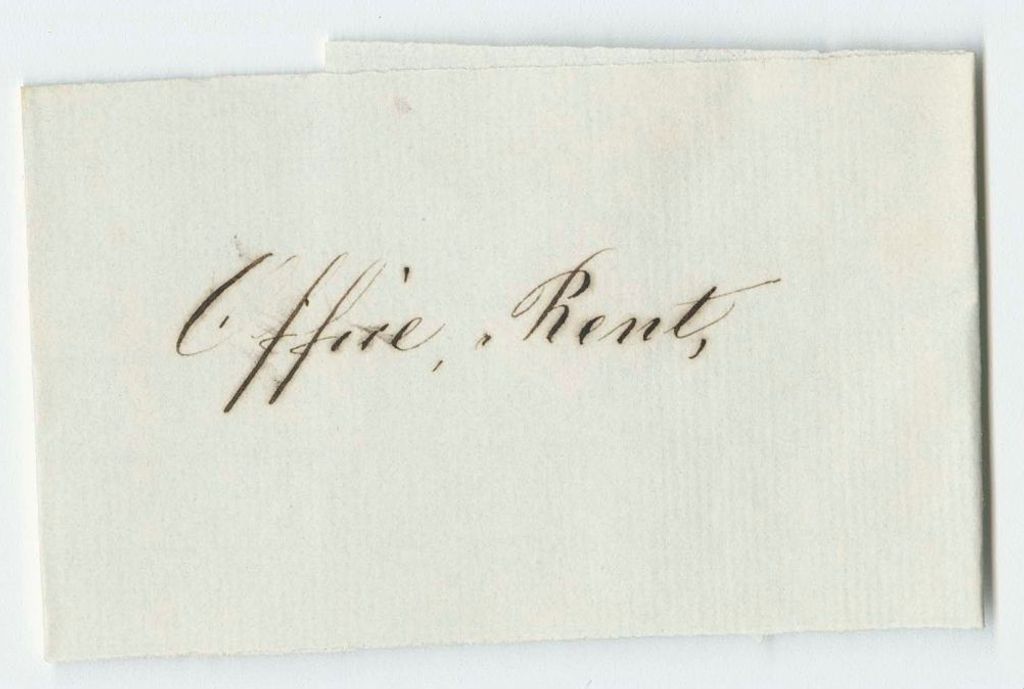 Office, Rent,